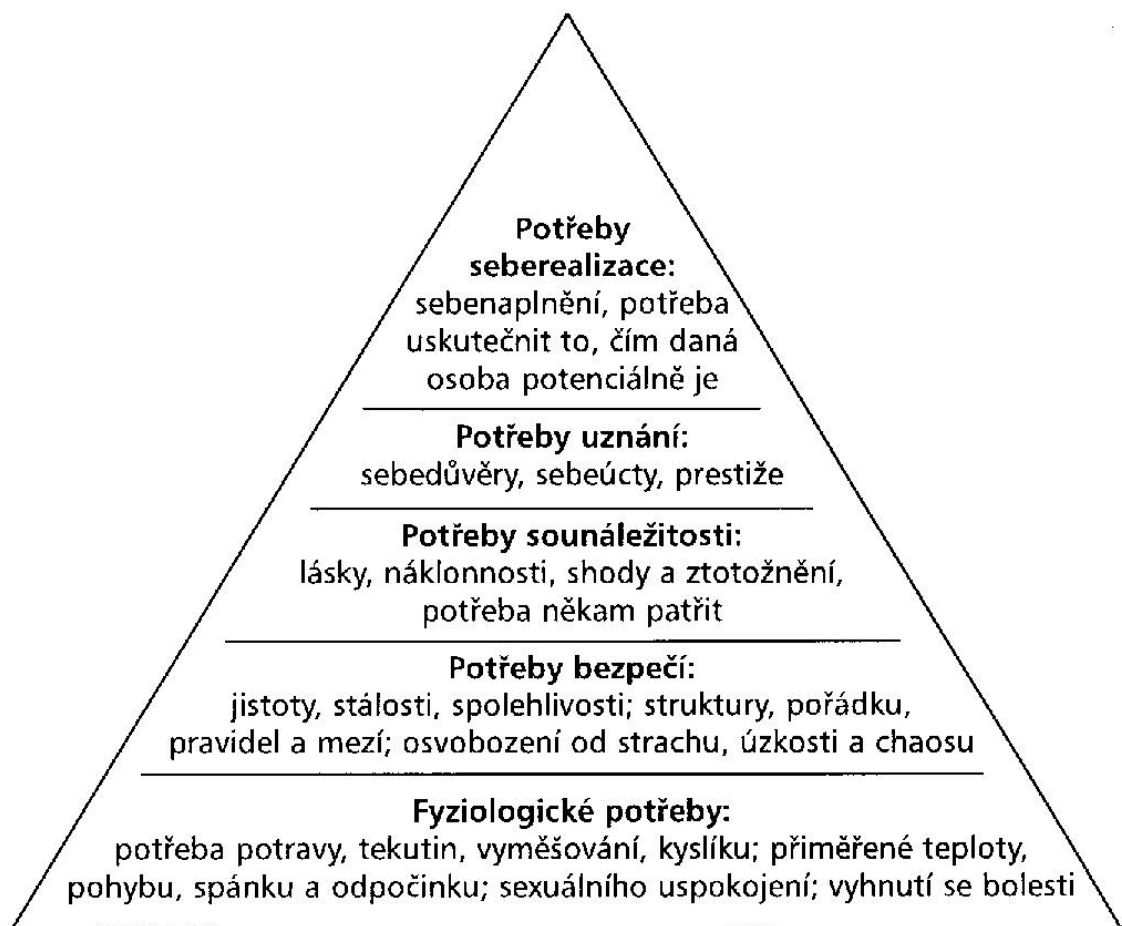 Potřeby
seberealizace:
sebenaplnění, potřeba
uskutečnit to, čím daná
osoba potenciálně je
Potřeby uznání:
sebedůvěry, sebeúcty, prestiže
Potřeby sounáležitosti:
lásky, náklonnosti, shody a ztotožnění,
potřeba někam patřit
Potřeby bezpečí:
jistoty, stálosti, spolehlivosti; struktury, pořádku,
pravidel a mezí; osvobození od strachu, úzkosti a chaosu
Fyziologické potřeby:
potřeba potravy, tekutin, vyměšování, kyslíku; přiměřené teploty,
pohybu, spánku a odpočinku; sexuálního uspokojení; vyhnutí se bolesti